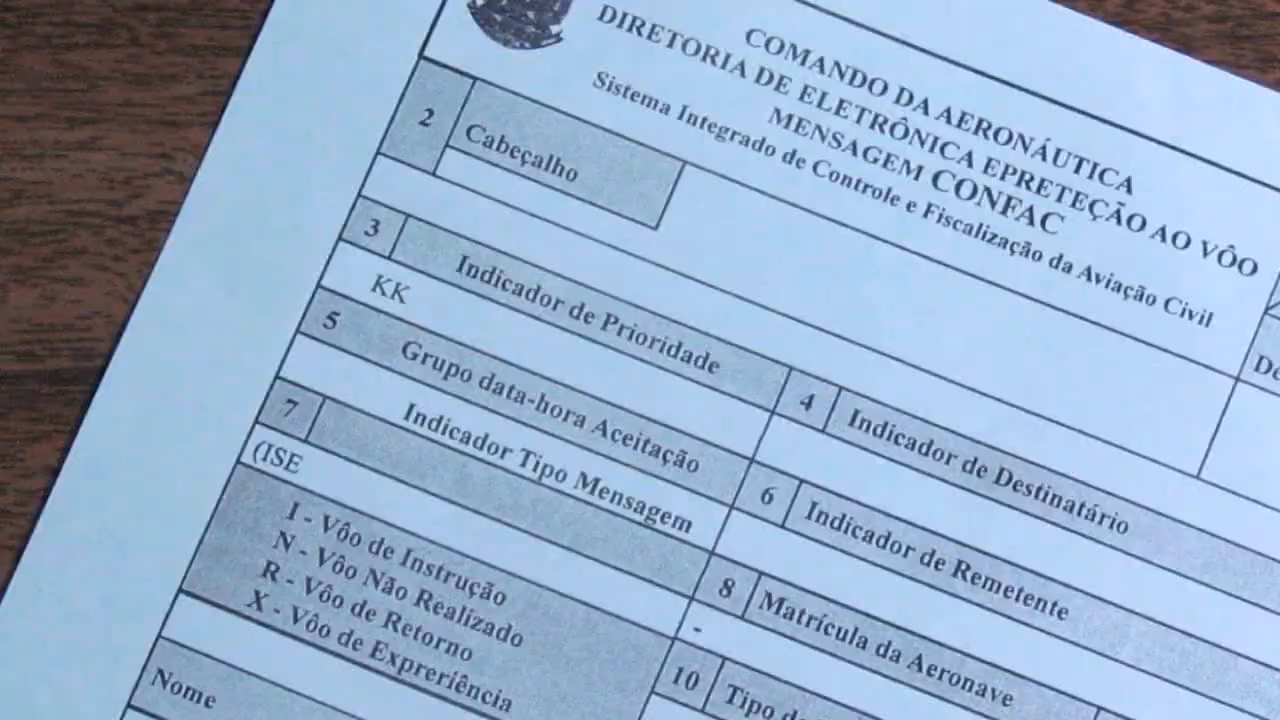 COMANDO DA AERONÁUTICA
DIRETORIA DE ELETRÔNICA EPRETEÇÃO AO VÔO
MENSAGEM CONFAC
Sistema Integrado de Controle e Fiscalização da Aviação Civil
2 Cabeçalho
3 Indicador de Prioridade
KK
4 Indicador de Destinatário
5 Grupo data-hora Aceitação
6 Indicador de Remetente
7 Indicador Tipo Mensagem
(ISE
8 Matrícula da Aeronave
-
I - Vôo de Instrução
N - Vôo Não Realizado
R - Vôo de Retorno
X - Vôo de Expreriência
10 Tipo
Nome